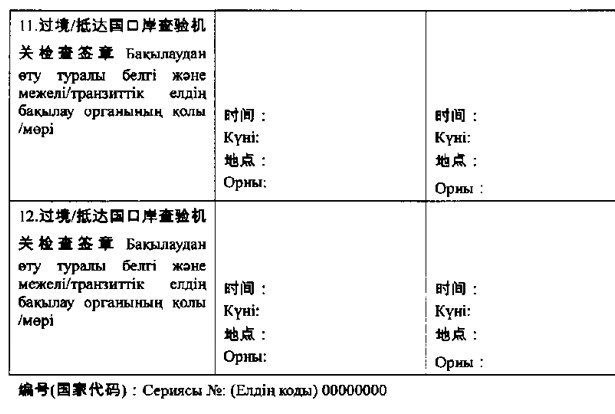 11.过境/抵达国口岸查验机
关检查签章 Бақылаудан
өту туралы белгі және
межелі/транзиттік елдің
бақылау органының қолы
/мөрі
时间：
Күні:
地点：
Орны:
时间：
Күні:
地点：
Орны：
12.过境/抵达国口岸查验机
关检查签章 Бақылаудан
өту туралы белгі және
межелі/транзиттік елдің
бақылау органының қолы
/мөрі
时间：
Күні:
地点：
Орны:
时间：
Күні:
地点：
Орны：
编号(国家代码)：Сериясы №: (Елдің коды) 00000000